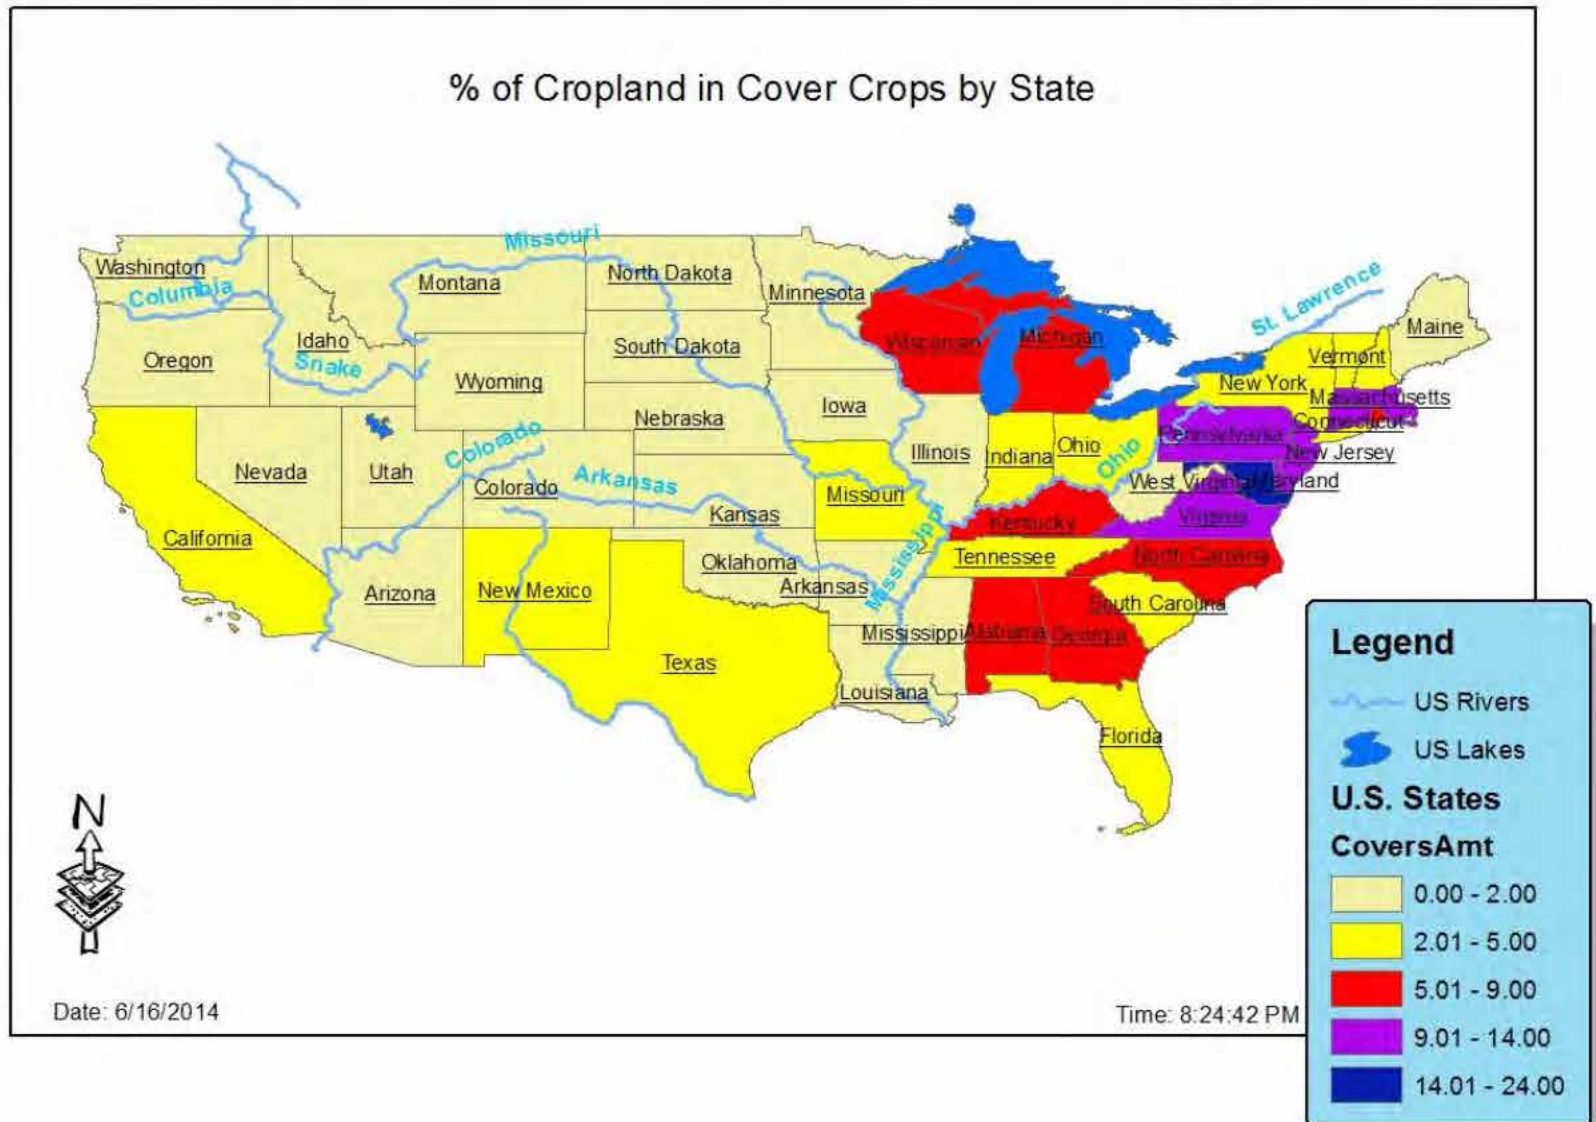 % of Cropland in Cover Crops by State
Missouri
Washington
Montana
North Dakota
Minnesota
Columbia
St. Lawrence
Maine
Wisconsin
Michigan
Idaho
Oregon
Snake
South Dakota
Vermont
Wyoming
New York
Massachusetts
Nebraska
Iowa
Connecticut
Pennsylvania
Colorado
Nevada
Utah
Illinois
Indiana
Ohio
Ohio
New Jersey
Colorado
Arkansas
West Virginia
Maryland
Missouri
Kansas
Virginia
California
Kentucky
Mississippi
Tennessee
North Carolina
Oklahoma
Arkansas
Arizona
New Mexico
South Carolina
Mississippi
Alabama
Georgia
Texas
Louisiana
Florida
N
Date: 6/16/2014
Time: 8:24:42 PM
Legend
US Rivers
US Lakes
U.S. States
CoversAmt
0.00 - 2.00
2.01 - 5.00
5.01 - 9.00
9.01 - 14.00
14.01 - 24.00